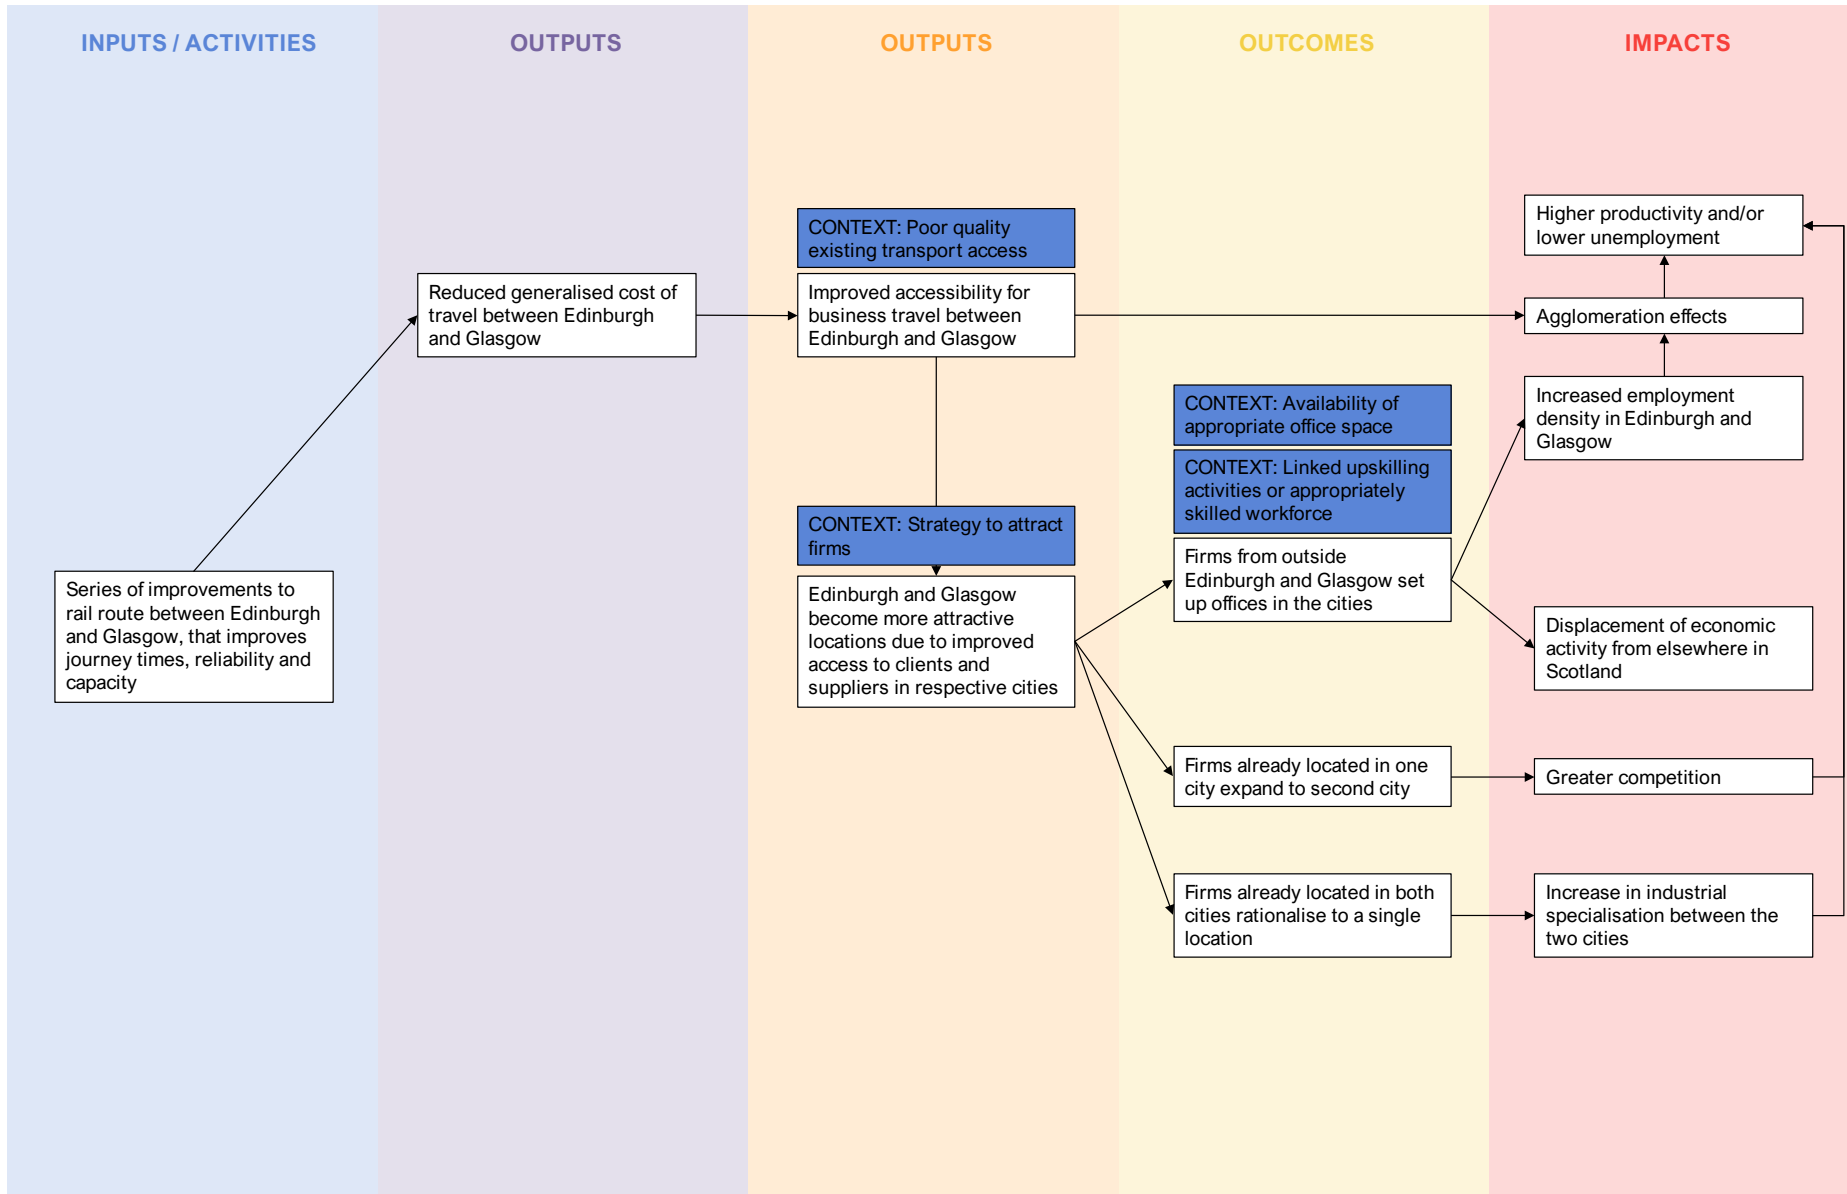 INPUTS / ACTIVITIES
OUTPUTS
OUTPUTS
OUTCOMES
IMPACTS
Series of improvements to
rail route between Edinburgh
and Glasgow, that improves
journey times, reliability and
capacity
Reduced generalised cost of
travel between Edinburgh
and Glasgow
CONTEXT: Poor quality
existing transport access
Improved accessibility for
business travel between
Edinburgh and Glasgow
CONTEXT: Strategy to attract
firms
Edinburgh and Glasgow
become more attractive
locations due to improved
access to clients and
suppliers in respective cities
CONTEXT: Availability of
appropriate office space
CONTEXT: Linked upskilling
activities or appropriately
skilled workforce
Firms from outside
Edinburgh and Glasgow set
up offices in the cities
Firms already located in one
city expand to second city
Firms already located in both
cities rationalise to a single
location
Higher productivity and/or
lower unemployment
Agglomeration effects
Increased employment
density in Edinburgh and
Glasgow
Displacement of economic
activity from elsewhere in
Scotland
Greater competition
Increase in industrial
specialisation between the
two cities